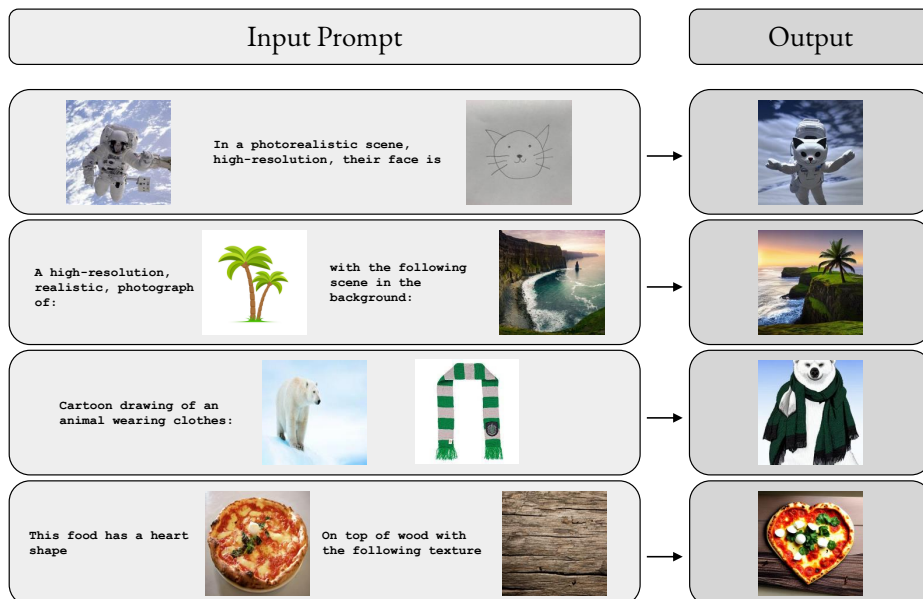 Input Prompt
Output
In a photorealistic scene,
high-resolution, their face is
A high-resolution,
realistic, photograph
of:
with the following
scene in the
background:
Cartoon drawing of an
animal wearing clothes:
This food has a heart
shape
On top of wood with
the following texture